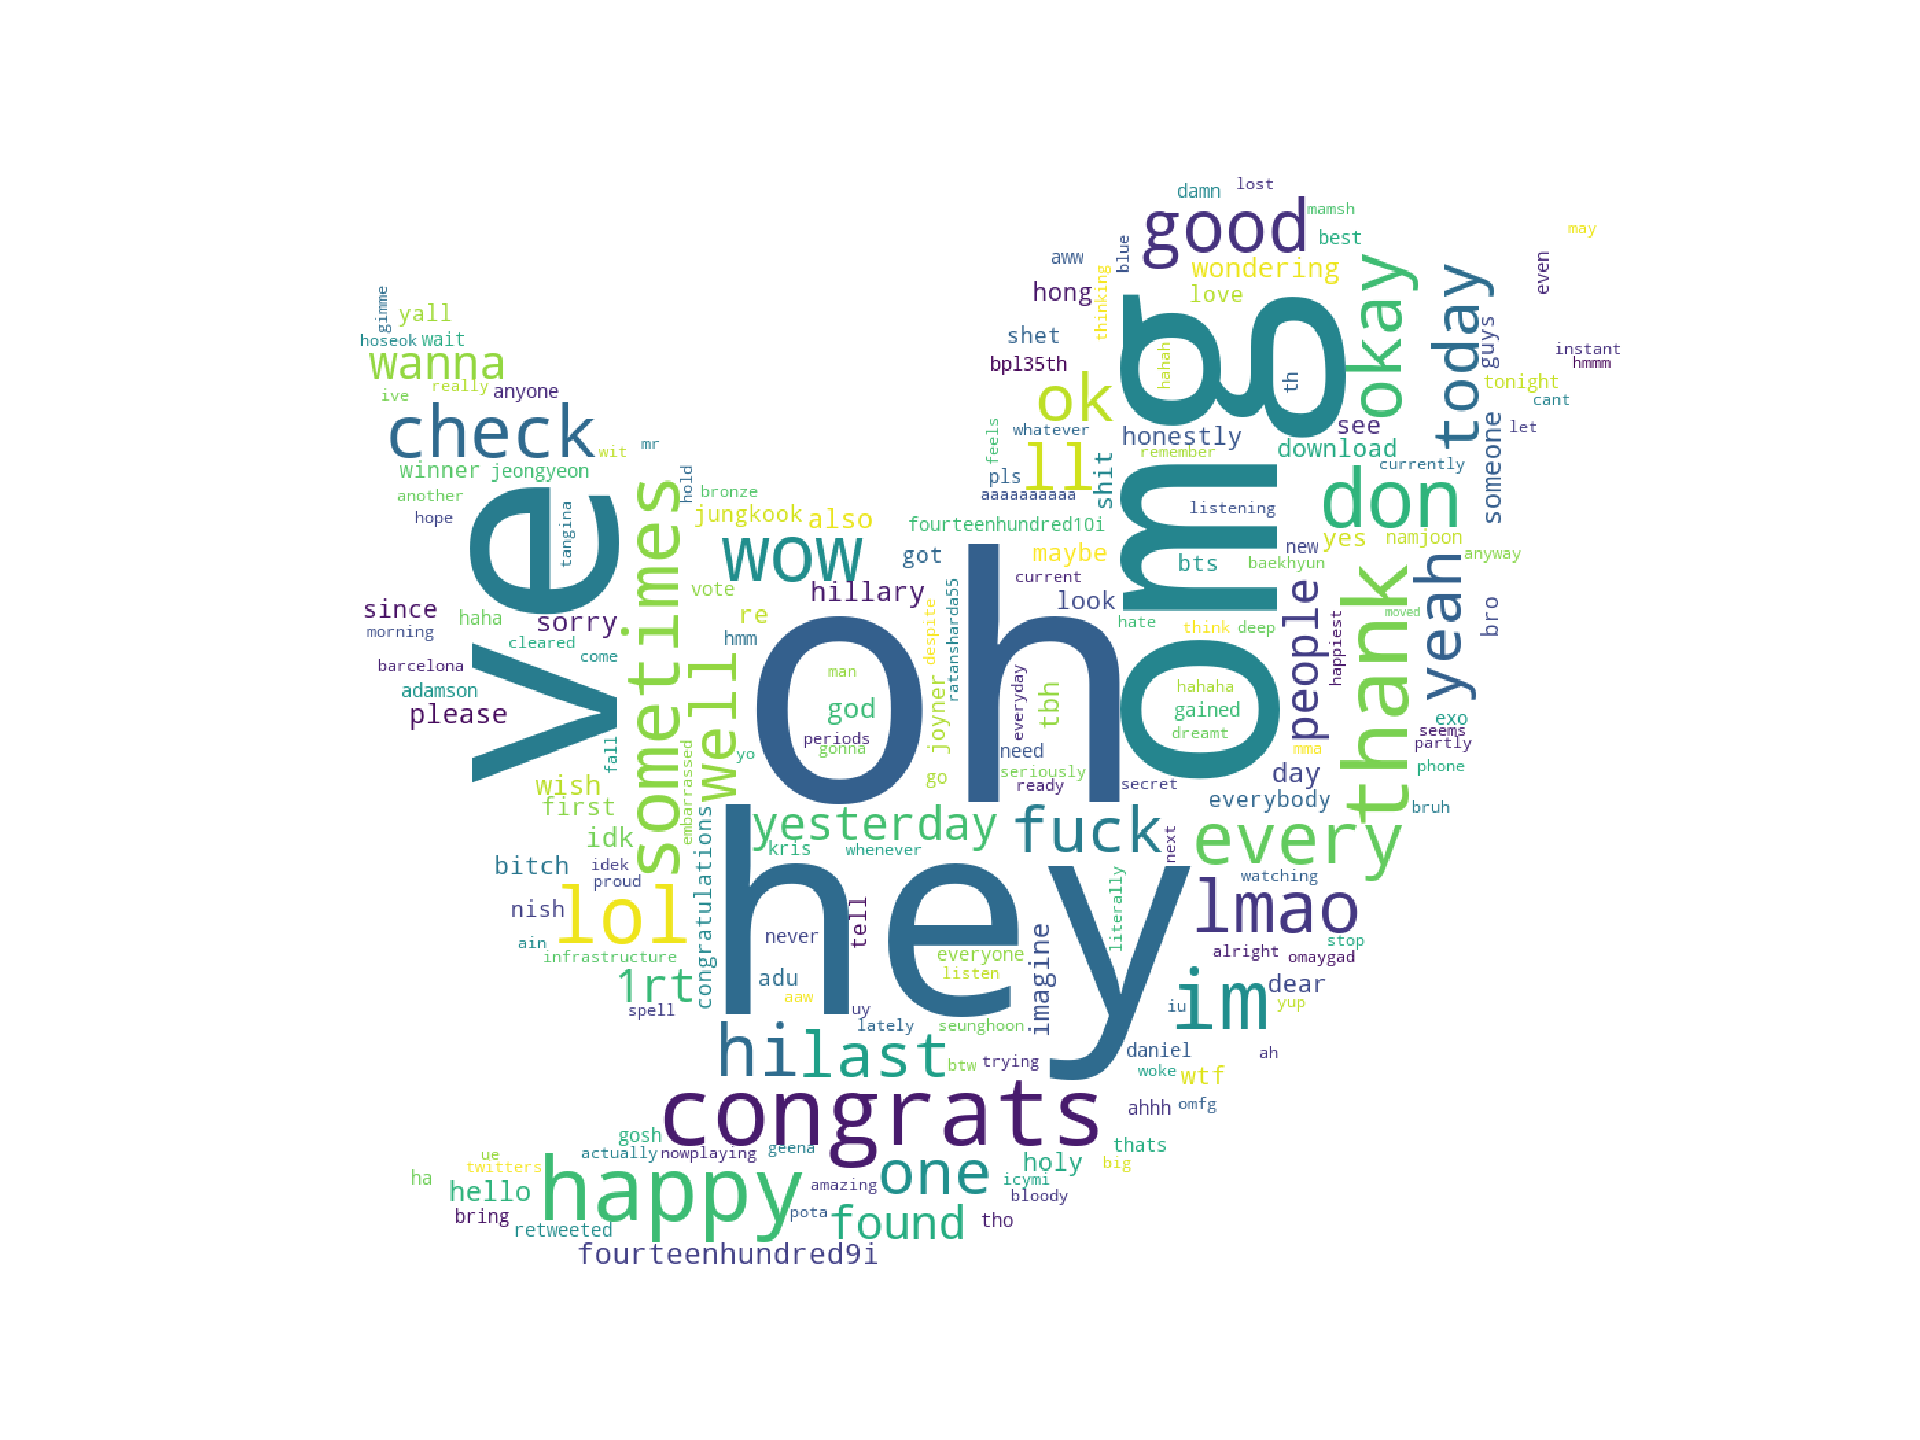 damn
lost
good
mamsh
best
may
aww
blue
wondering
even
hong
thinking
love
okay
today
gimme
yall
hoseok
wait
shet
omg
hahah
th
guys
instant
hmmm
wanna
bpl35th
really
anyone
ive
ok
tonight
cant
check
whatever
feels
honestly
see
someone
let
wit
mr
ll
remember
download
winner
jeongyeon
hold
pls
shit
currently
another
bronze
aaaaaaaaaa
don
hope
tangina
ve
sometimes
jungkook
also
fourteenhundred10i
listening
wow
got
maybe
new
yes
namjoon
anyway
vote
hillary
current
bts
baekhyun
since
haha
sorry
re
look
people
thank
yeah
bro
moved
morning
cleared
come
hmm
despite
ratansharda55
oh
hate
think
deep
happiest
barcelona
adamson
please
well
man
god
joyner
everyday
tbh
hahaha
gained
dreamt
exo
seems
partly
fall
yo
periods
gonna
need
mma
wish
embarrassed
go
seriously
ready
secret
day
phone
first
everybody
bruh
idk
congratulations
yesterday
fuck
every
kris
whenever
next
bitch
idek
proud
hey
literally
watching
nish
lol
never
tell
lmao
ain
infrastructure
everyone
alright
stop
omaygad
1rt
adu
listen
imagine
im
dear
spell
aaw
uy
iu
yup
hi
last
lately
seunghoon
btw
trying
daniel
ah
woke
wtf
congrats
ahhh
omfg
gosh
actually
nowplaying
geena
thats
ue
twitters
happy
one
holy
big
ha
hello
amazing
icymi
bloody
bring
retweeted
pota
found
tho
fourteenhundred9i